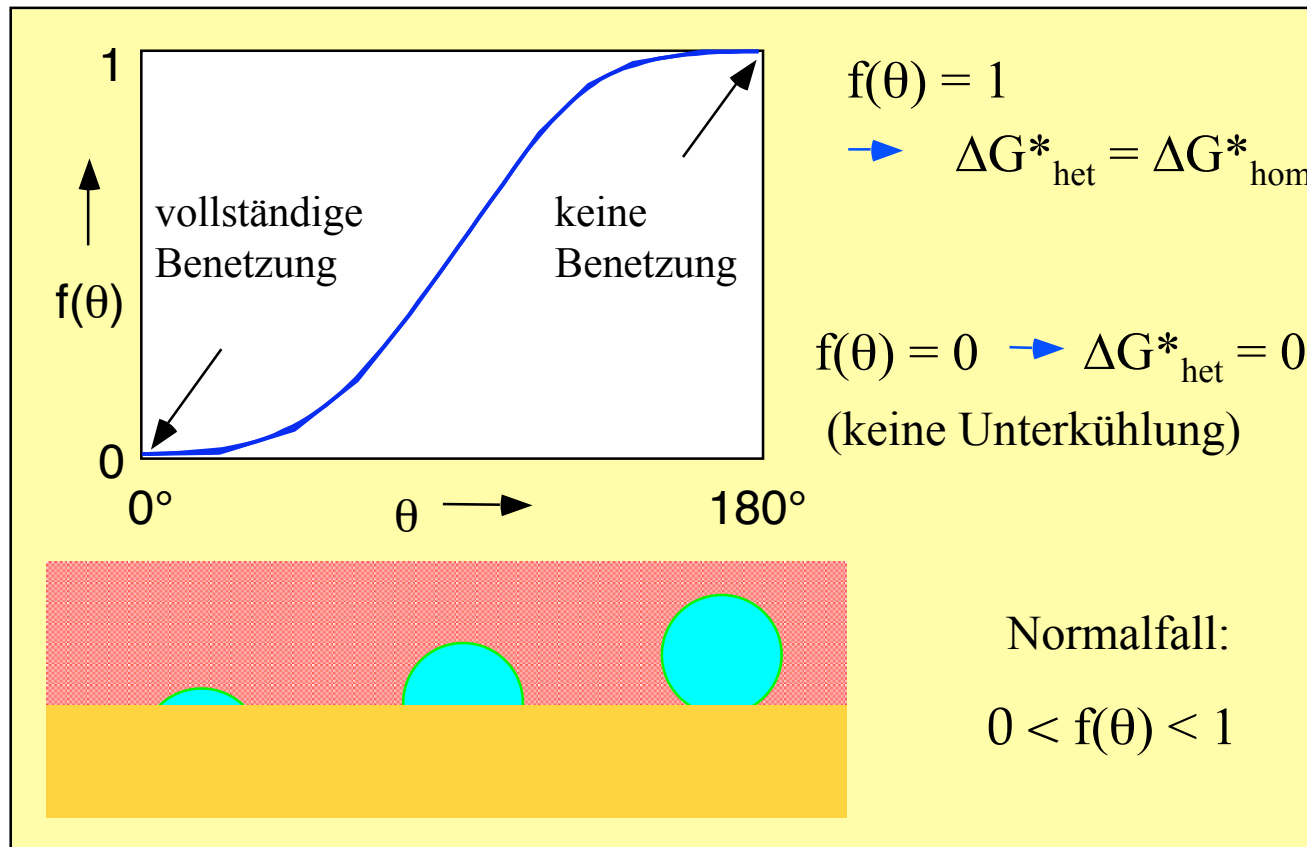 1
f(θ)
0
0°
θ
180°
vollständige
Benetzung
keine
Benetzung
f(θ) = 1
ΔG*het = ΔG*hom
f(θ) = 0 ΔG*het = 0
(keine Unterkühlung)
Normalfall:
0 < f(θ) < 1